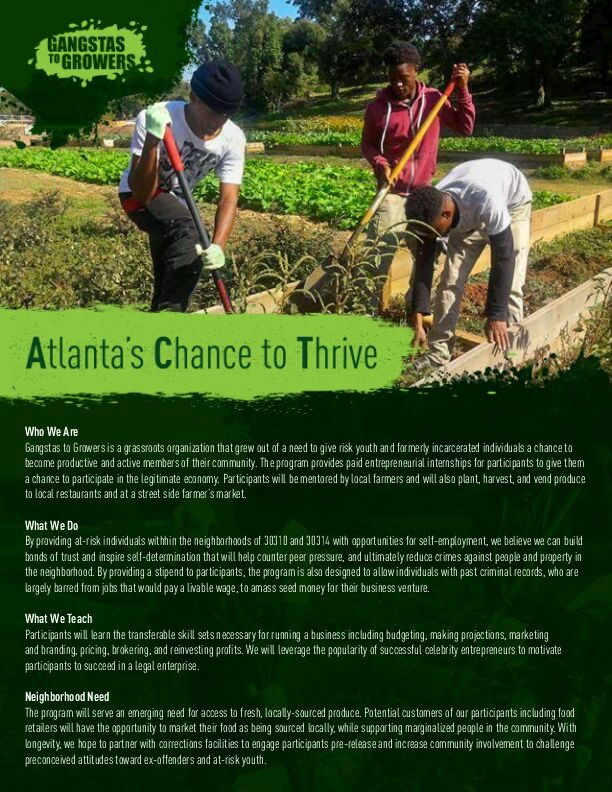 GANGSTAS
TO GROWERS
Atlanta's Chance to Thrive
Who We Are
Gangstas to Growers is a grassroots organization that grew out of a need to give risk youth and formerly incarcerated individuals a chance to
become productive and active members of their community. The program provides paid entrepreneurial internships for participants to give them
a chance to participate in the legitimate economy. Participants will be mentored by local farmers and will also plant, harvest, and vend produce
to local restaurants and at a street side farmer's market.
What We Do
By providing at-risk individuals withhin the neighborhoods of 30310 and 30314 with opportunities for self-employment, we believe we can build
bonds of trust and inspire self-determination that will help counter peer pressure, and ultimately reduce crimes against people and property in
the neighborhood. By providing a stipend to participants, the program is also designed to allow individuals with past criminal records, who are
largely barred from jobs that would pay a livable wage, to amass seed money for their business venture.
What We Teach
Participants will learn the transferable skill sets necessary for running a business including budgeting, making projections, marketing
and branding, pricing, brokering, and reinvesting profits. We will leverage the popularity of successful celebrity entrepreneurs to motivate
participants to succeed in a legal enterprise.
Neighborhood Need
The program will serve an emerging need for access to fresh, locally-sourced produce. Potential customers of our participants including food
retailers will have the opportunity to market their food as being sourced locally, while supporting marginalized people in the community. With
longevity, we hope to partner with corrections facilities to engage participants pre-release and increase community involvement to challenge
preconceived attitudes toward ex-offenders and at-risk youth.